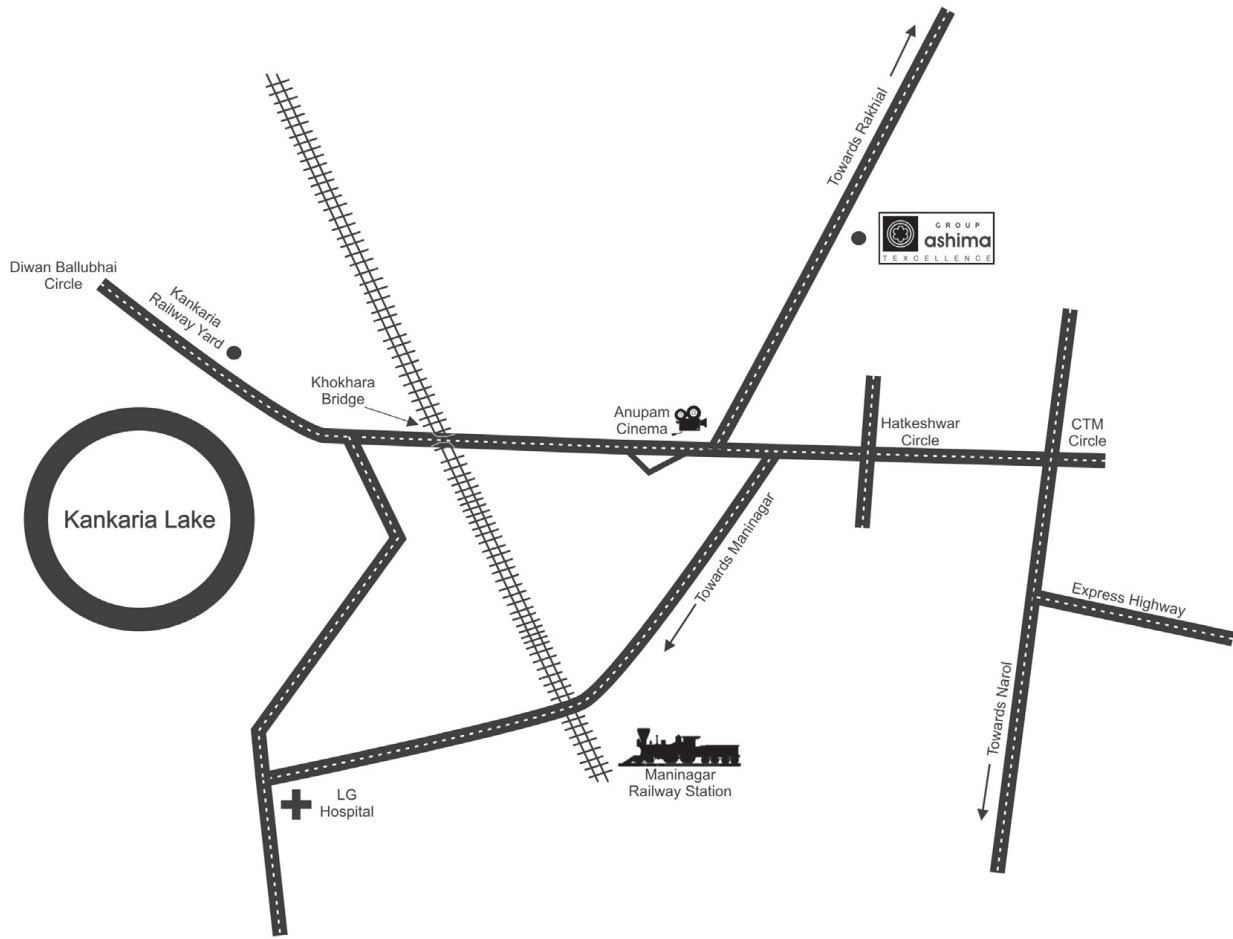 Towards Rakhial
GROUP
ashima
TEXCELLENCE
Diwan Ballubhai
Circle
Kankaria
Railway Yard
Khokhara
Bridge
Anupam
Cinema
Hatkeshwar
Circle
CTM
Circle
Kankaria Lake
Towards Maninagar
Express Highway
Towards Narol
Maninagar
Railway Station
LG
Hospital